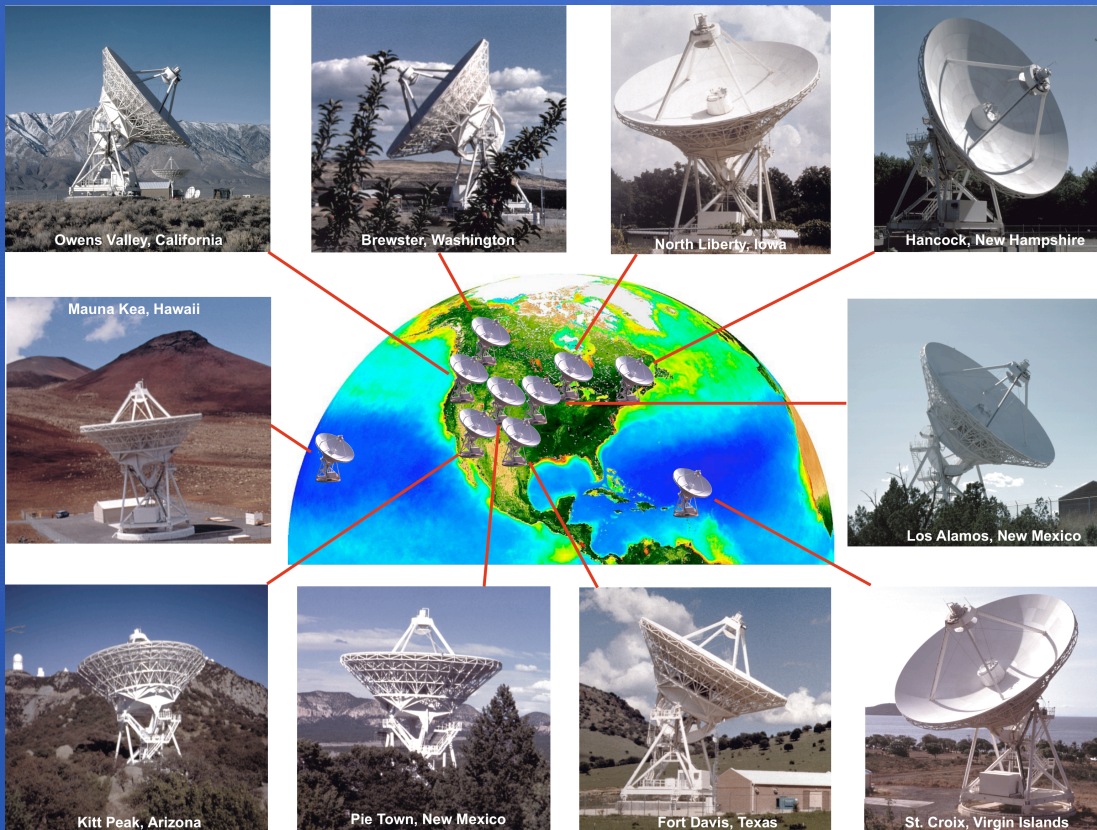 Owens Valley, California
Brewster, Washington
North Liberty, Iowa
Hancock, New Hampshire
Mauna Kea, Hawaii
Los Alamos, New Mexico
Kitt Peak, Arizona
Pie Town, New Mexico
Fort Davis, Texas
St. Croix, Virgin Islands